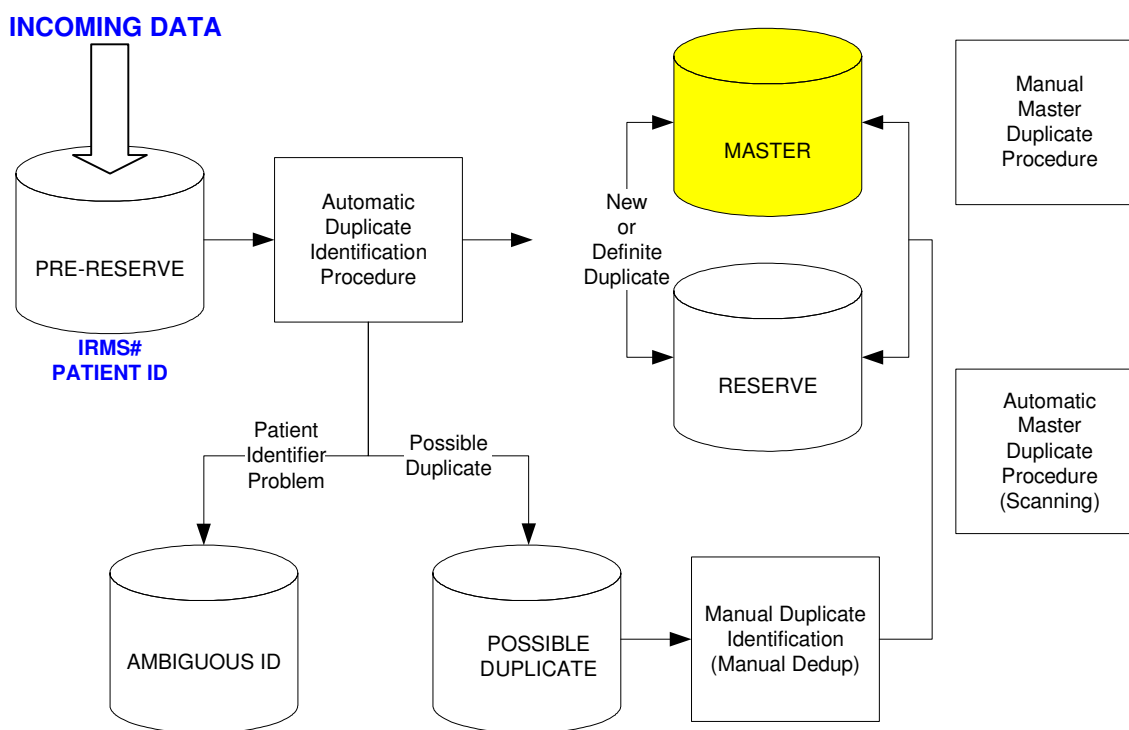 INCOMING DATA
PRE-RESERVE
IRMS#
PATIENT ID
Automatic
Duplicate
Identification
Procedure
MASTER
New
or
Definite
Duplicate
RESERVE
Manual
Master
Duplicate
Procedure
Automatic
Master
Duplicate
Procedure
(Scanning)
Patient
Identifier
Problem
Possible
Duplicate
AMBIGUOUS ID
POSSIBLE
DUPLICATE
Manual Duplicate
Identification
(Manual Dedup)